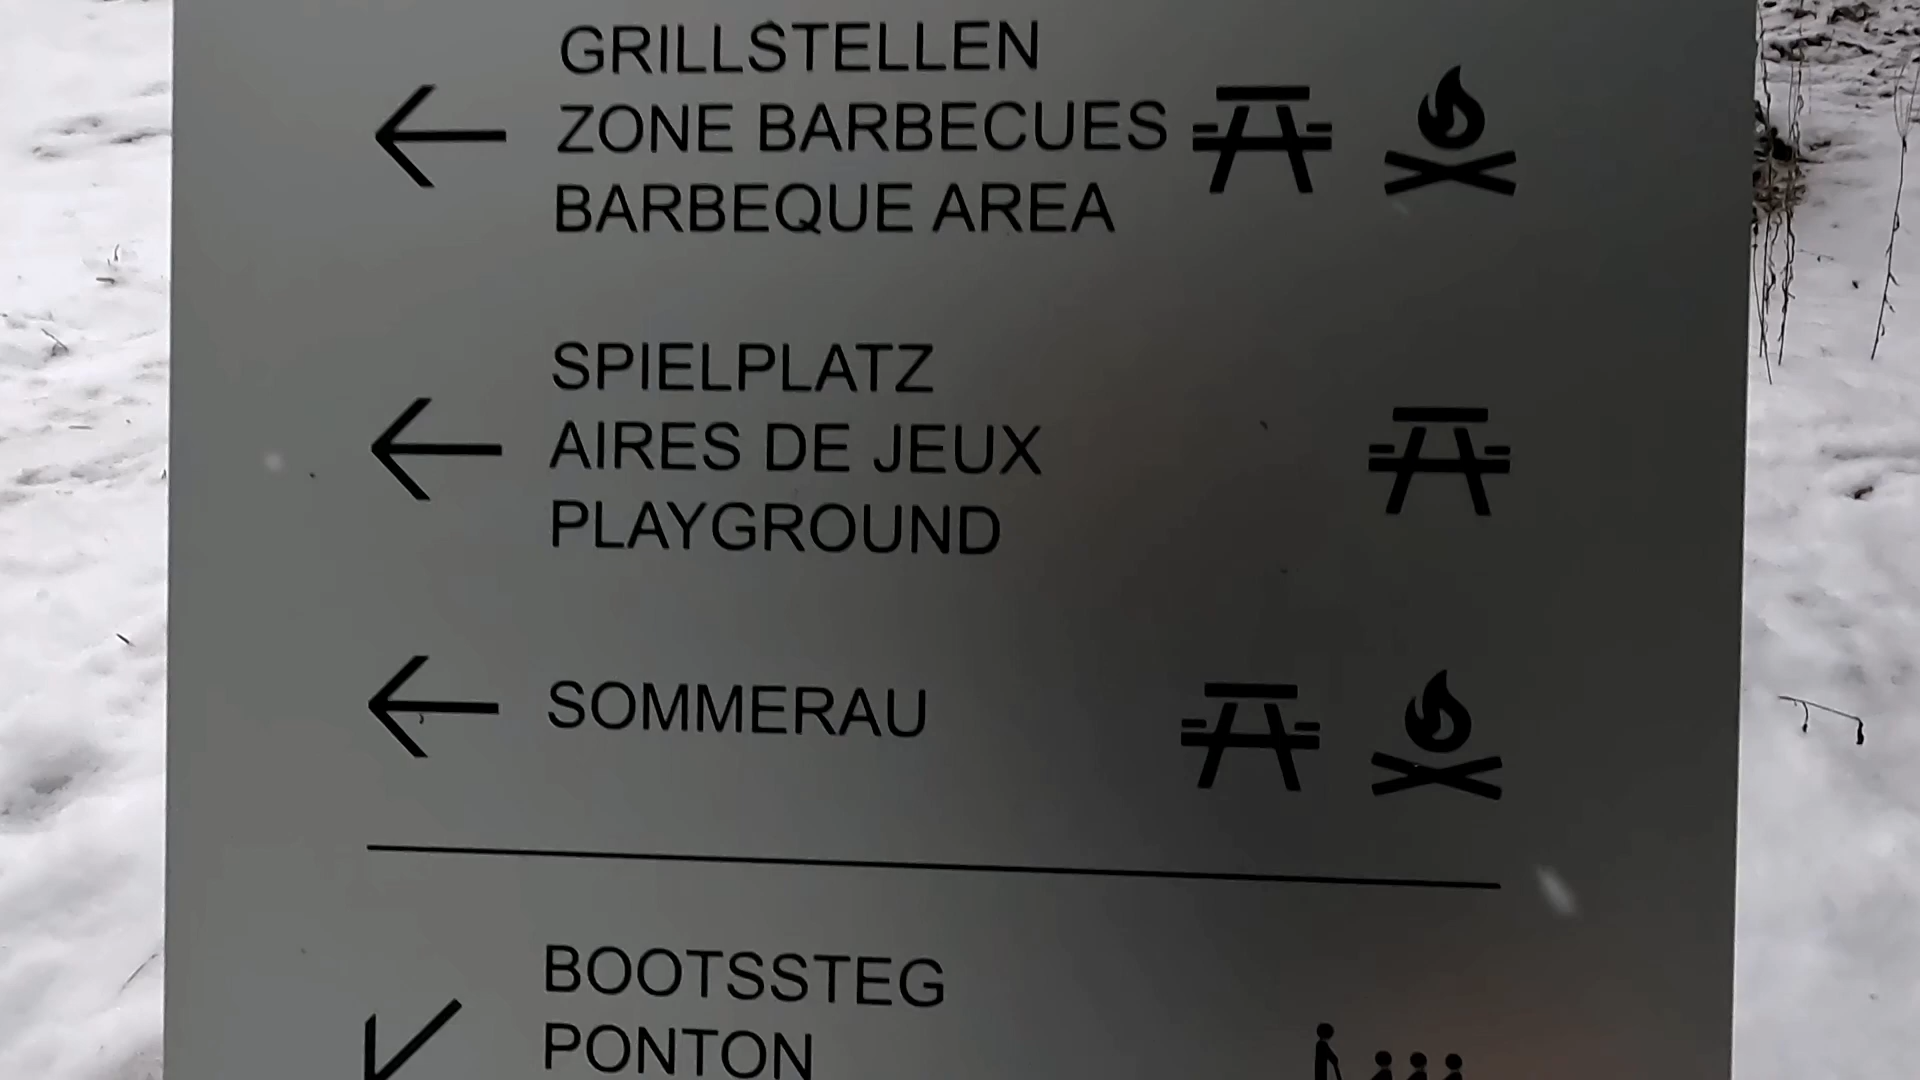 GRILLSTELLEN
ZONE BARBECUES
BARBEQUE AREA
SPIELPLATZ
AIRES DE JEUX
PLAYGROUND
SOMMERAU
BOOTSSTEG
PONTON